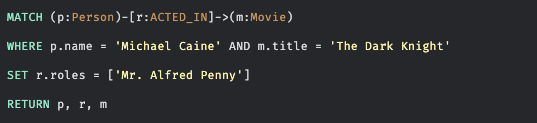 MATCH (p:Person)-[r:ACTED_IN]->(m:Movie)
WHERE p.name = 'Michael Caine' AND m.title = 'The Dark Knight'
SET r.roles = ['Mr. Alfred Penny']
RETURN p, r, m